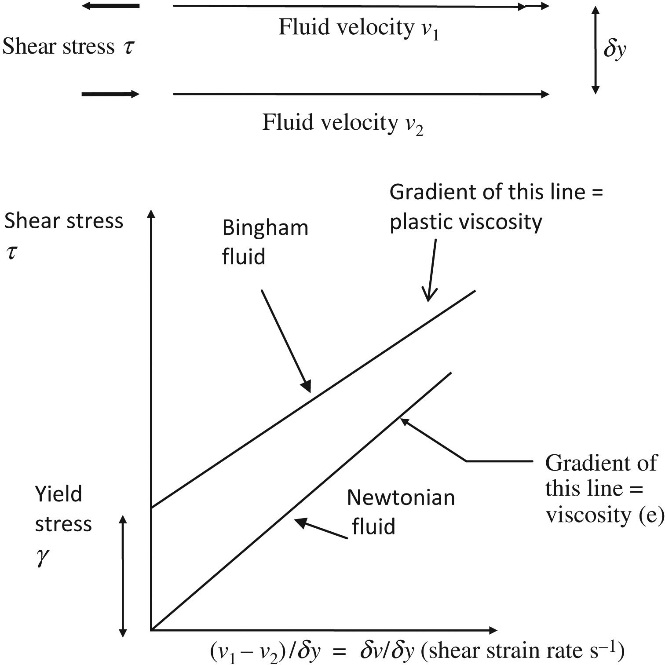 Fluid velocity v₁
Shear stress τ
δy
Fluid velocity v₂
Gradient of this line =
plastic viscosity
Shear stress
τ
Bingham
fluid
Yield
stress
γ
Newtonian
fluid
Gradient of
this line =
viscosity (e)
(v₁ – v₂)/δy = δv/δy (shear strain rate s⁻¹)